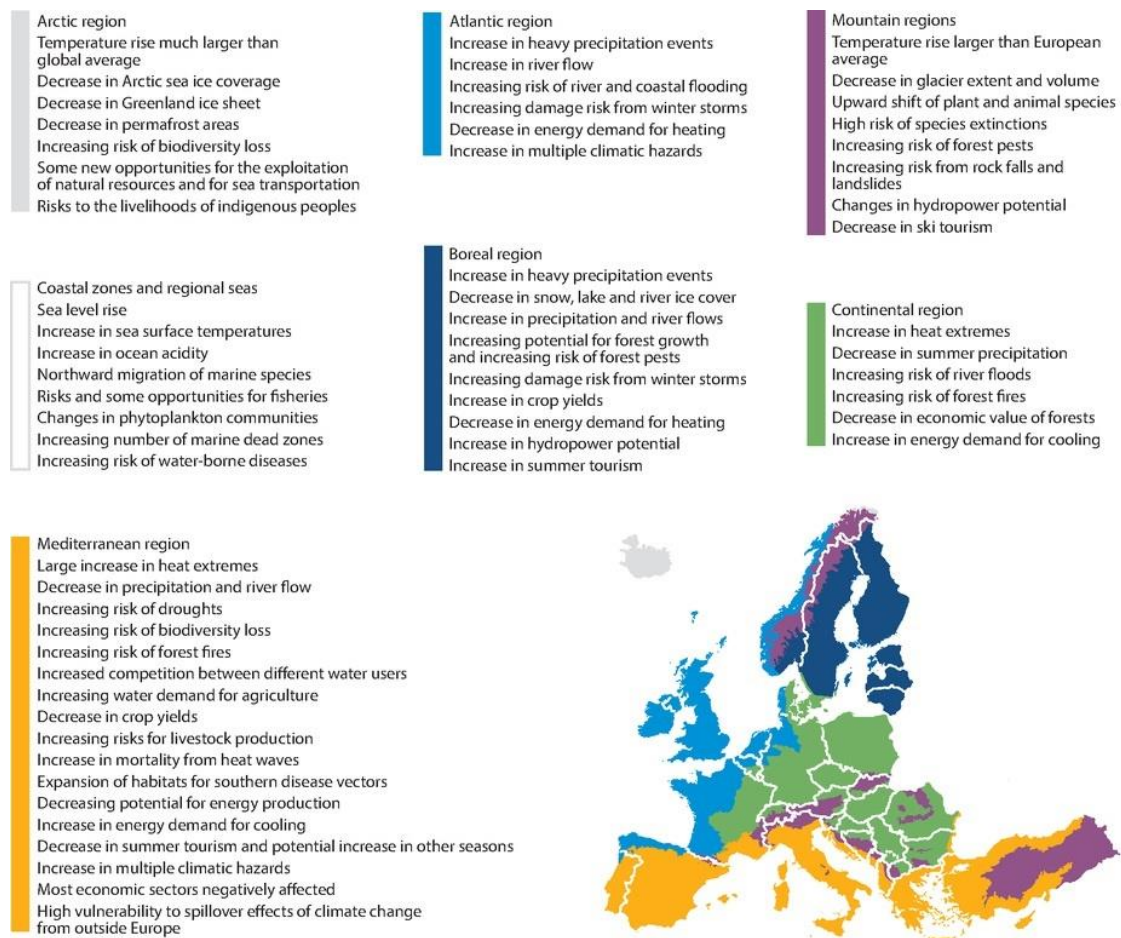 Arctic region
Temperature rise much larger than
global average
Decrease in Arctic sea ice coverage
Decrease in Greenland ice sheet
Decrease in permafrost areas
Increasing risk of biodiversity loss
Some new opportunities for the exploitation
of natural resources and for sea transportation
Risks to the livelihoods of indigenous peoples
Atlantic region
Increase in heavy precipitation events
Increase in river flow
Increasing risk of river and coastal flooding
Increasing damage risk from winter storms
Decrease in energy demand for heating
Increase in multiple climatic hazards
Mountain regions
Temperature rise larger than European
average
Decrease in glacier extent and volume
Upward shift of plant and animal species
High risk of species extinctions
Increasing risk of forest pests
Increasing risk from rock falls and
landslides
Changes in hydropower potential
Decrease in ski tourism
Coastal zones and regional seas
Sea level rise
Increase in sea surface temperatures
Increase in ocean acidity
Northward migration of marine species
Risks and some opportunities for fisheries
Changes in phytoplankton communities
Increasing number of marine dead zones
Increasing risk of water-borne diseases
Boreal region
Increase in heavy precipitation events
Decrease in snow, lake and river ice cover
Increase in precipitation and river flows
Increasing potential for forest growth
and increasing risk of forest pests
Increasing damage risk from winter storms
Increase in crop yields
Decrease in energy demand for heating
Increase in hydropower potential
Increase in summer tourism
Continental region
Increase in heat extremes
Decrease in summer precipitation
Increasing risk of river floods
Increasing risk of forest fires
Decrease in economic value of forests
Increase in energy demand for cooling
Mediterranean region
Large increase in heat extremes
Decrease in precipitation and river flow
Increasing risk of droughts
Increasing risk of biodiversity loss
Increasing risk of forest fires
Increased competition between different water users
Increasing water demand for agriculture
Decrease in crop yields
Increasing risks for livestock production
Increase in mortality from heat waves
Expansion of habitats for southern disease vectors
Decreasing potential for energy production
Increase in energy demand for cooling
Decrease in summer tourism and potential increase in other seasons
Increase in multiple climatic hazards
Most economic sectors negatively affected
High vulnerability to spillover effects of climate change
from outside Europe